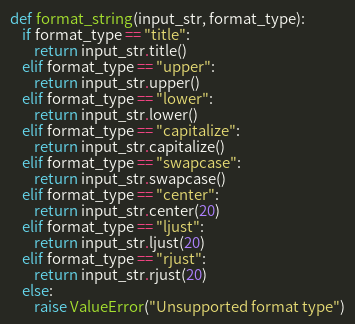 def format_string(input_str, format_type):
    if format_type == "title":
        return input_str.title()
    elif format_type == "upper":
        return input_str.upper()
    elif format_type == "lower":
        return input_str.lower()
    elif format_type == "capitalize":
        return input_str.capitalize()
    elif format_type == "swapcase":
        return input_str.swapcase()
    elif format_type == "center":
        return input_str.center(20)
    elif format_type == "ljust":
        return input_str.ljust(20)
    elif format_type == "rjust":
        return input_str.rjust(20)
    else:
        raise ValueError("Unsupported format type")